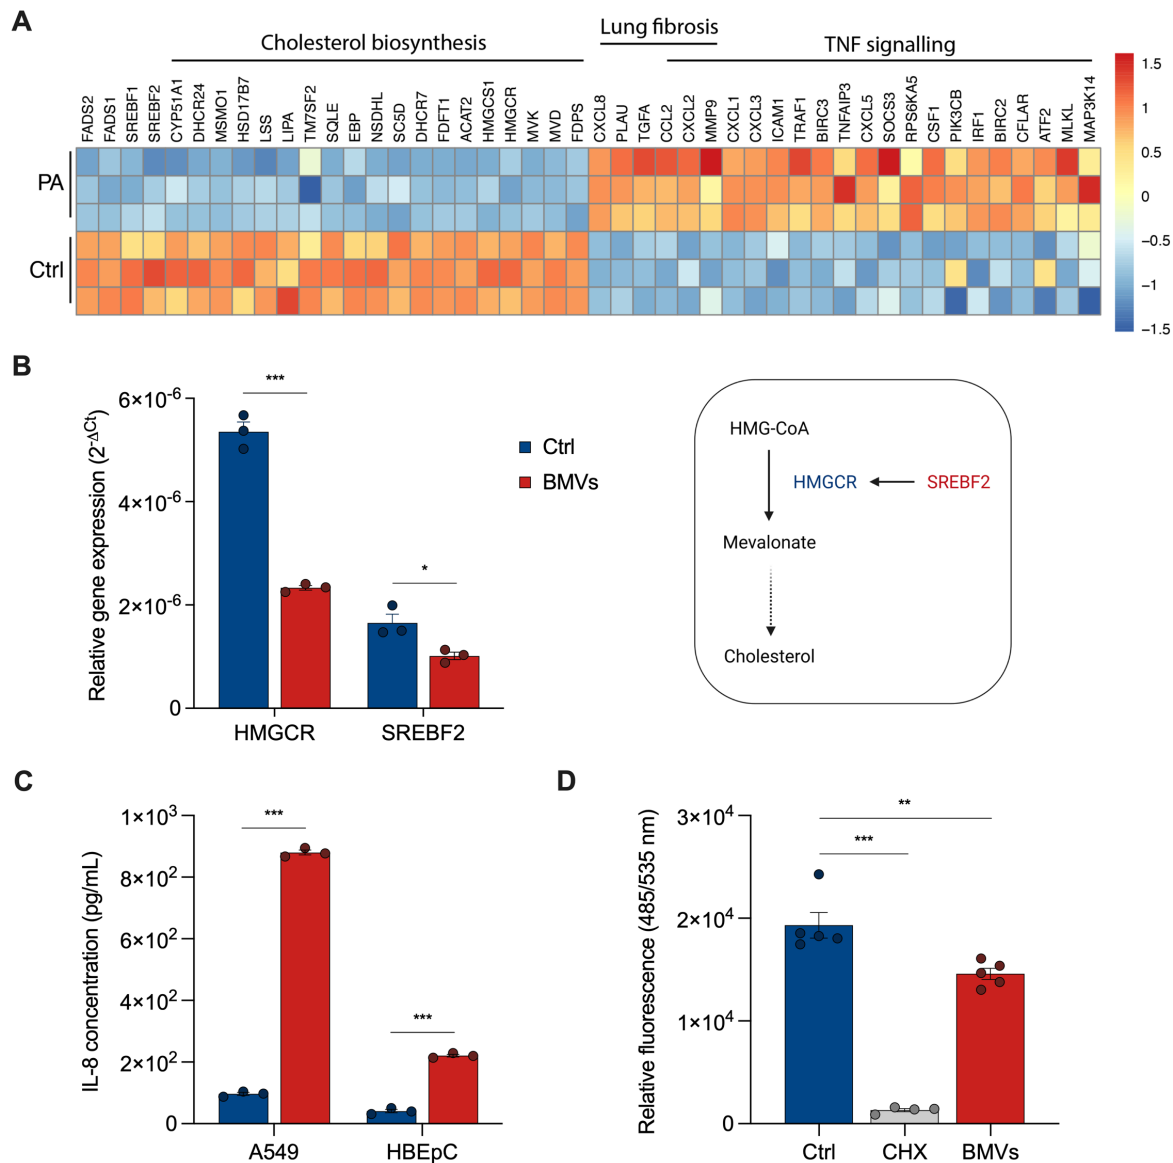 A
Cholesterol biosynthesis
Lung fibrosis
TNF signalling
FADS2
FADS1
SREBF1
SREBF2
CYP51A1
DHCR24
MSMO1
HSD17B7
LSS
LIPA
TM7SF2
SQLE
EBP
NSDHL
SC5D
DHCR7
FDFT1
ACAT2
HMGCS1
HMGCR
MVK
MVD
FDPS
CXCL8
PLAU
TGFA
CCL2
CXCL2
MMP9
CXCL1
CXCL3
ICAM1
TRAF1
BIRC3
TNFAIP3
CXCL5
SOCS3
RPS6KA5
CSF1
PIK3CB
IRF1
BIRC2
CFLAR
ATF2
MLKL
MAP3K14
PA
Ctrl
1.5
1
0.5
0
−0.5
−1
−1.5
B
Relative gene expression (2^-ΔCt)
6×10^-6
4×10^-6
2×10^-6
0
***
*
HMGCR
SREBF2
Ctrl
BMVs
HMG-CoA
HMGCR
SREBF2
Mevalonate
Cholesterol
C
IL-8 concentration (pg/mL)
1×10^3
8×10^2
6×10^2
4×10^2
2×10^2
0
***
***
A549
HBEpC
D
Relative fluorescence (485/535 nm)
3×10^4
2×10^4
1×10^4
0
**
***
Ctrl
CHX
BMVs